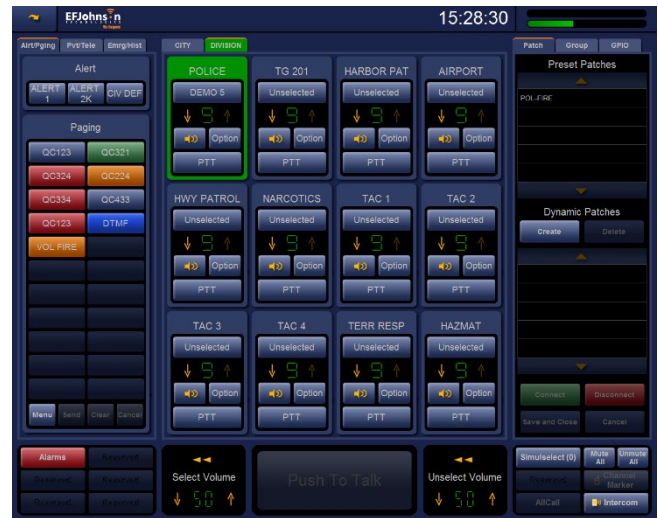 EFJohnson
15:28:30
Alrt/Pging Pvt/Tele Emrg/Hist
CITY DIVISION
Patch Group GPIO
Alert
ALERT 1 ALERT 2K CIV DEF
Paging
QC123 QC321
QC324 QC224
QC334 QC433
QC123 DTMF
VOL FIRE
Menu Send Clear Cancel
POLICE TG 201 HARBOR PAT AIRPORT
DEMO 5 Unselected Unselected Unselected
9 9 9 9
Option Option Option Option
PTT PTT PTT PTT
HWY PATROL NARCOTICS TAC 1 TAC 2
Unselected Unselected Unselected Unselected
9 9 9 9
Option Option Option Option
PTT PTT PTT PTT
TAC 3 TAC 4 TERR RESP HAZMAT
Unselected Unselected Unselected Unselected
9 9 9 9
Option Option Option Option
PTT PTT PTT PTT
Preset Patches
POL-FIRE
Dynamic Patches
Create Delete
Connect Disconnect
Save and Close Cancel
Alarms Reserved
Reserved Reserved
Reserved Reserved
Select Volume
50
Push To Talk
Unselect Volume
50
Simulselect (0) Mute All Unmute All
Reserved Channel Marker
AllCall Intercom